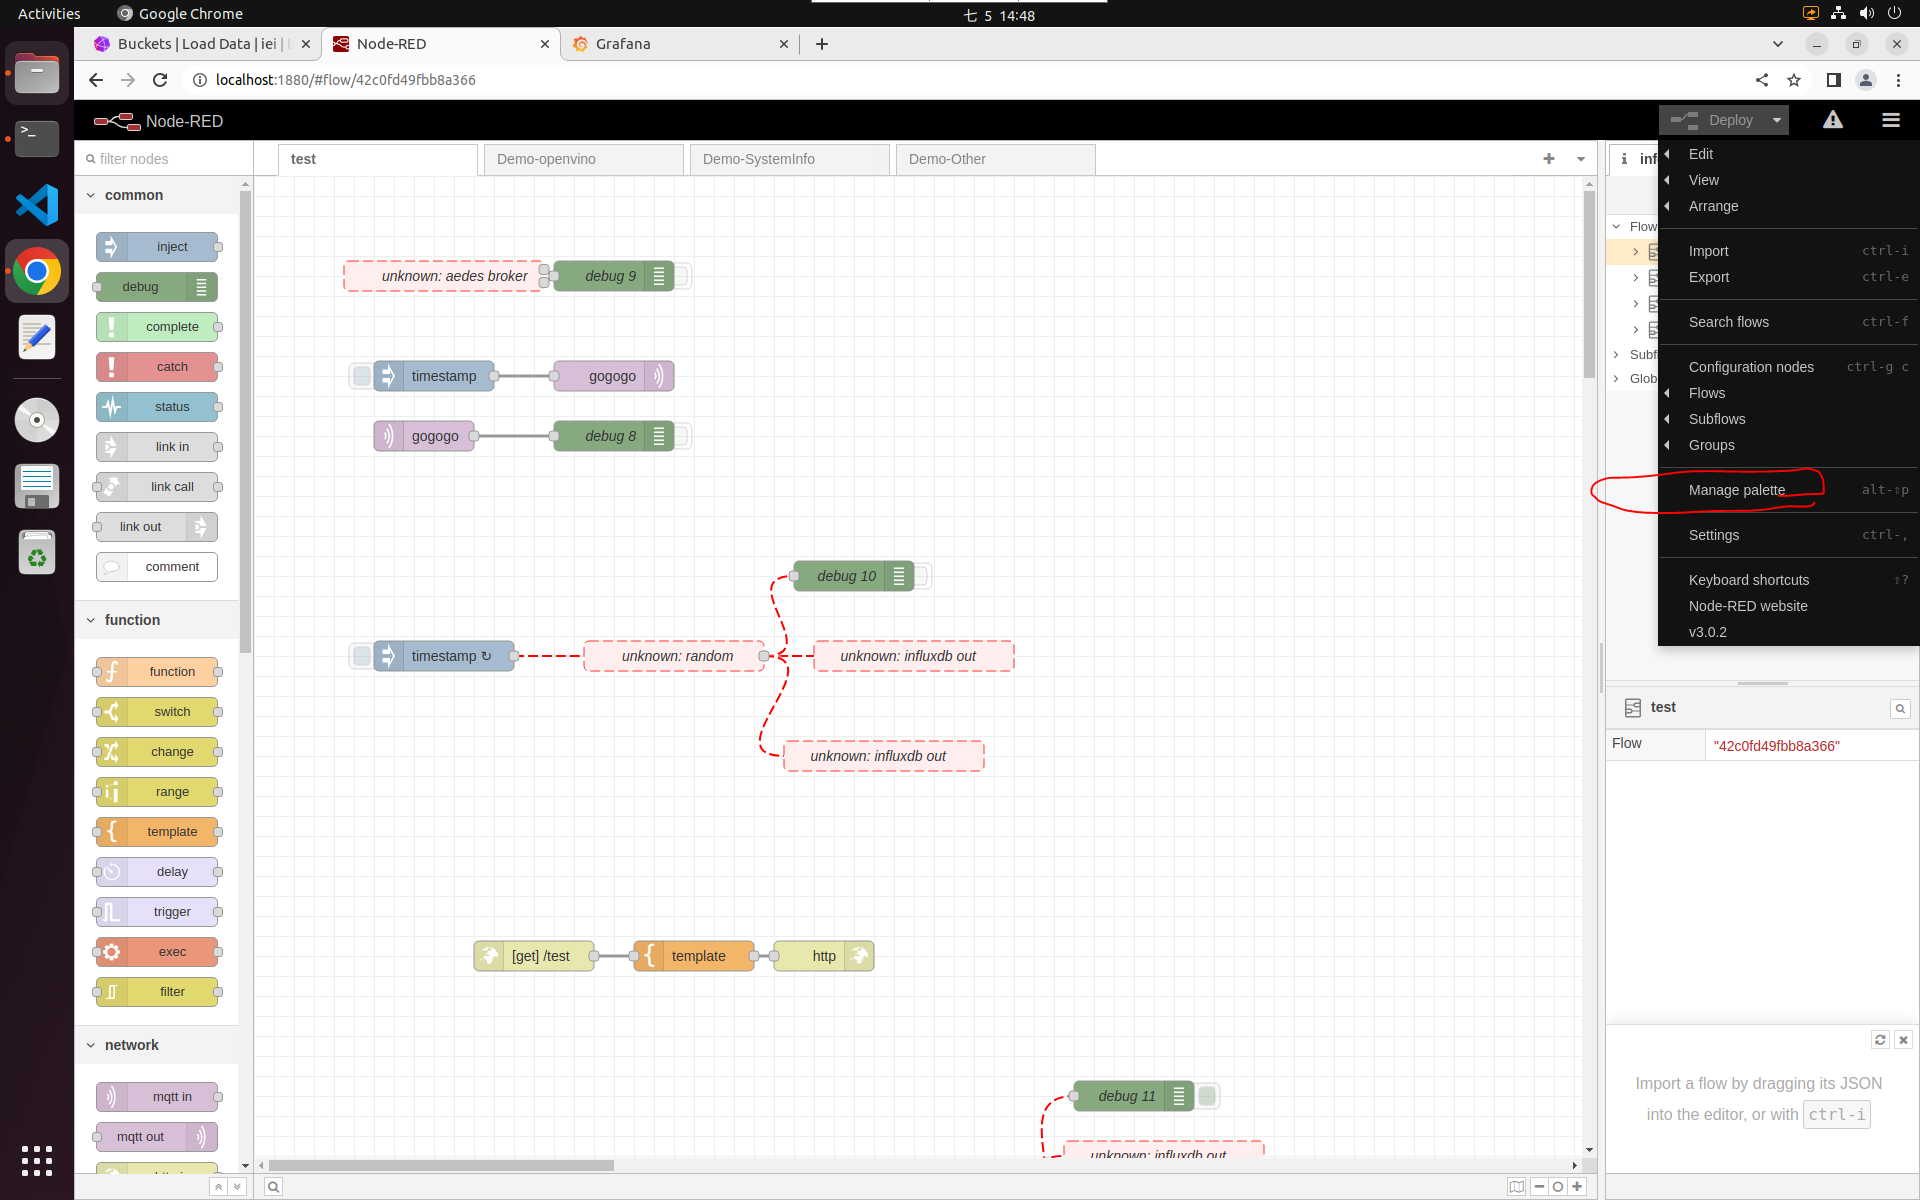 Activities
Google Chrome
七 5 14:48
Buckets | Load Data | iei |
Node-RED
Grafana
localhost:1880/#flow/42c0fd49fbb8a366
Node-RED
Deploy
filter nodes
test
Demo-openvino
Demo-SystemInfo
Demo-Other
common
inject
debug
complete
catch
status
link in
link call
link out
comment
function
function
switch
change
range
template
delay
trigger
exec
filter
network
mqtt in
mqtt out
unknown: aedes broker
debug 9
timestamp
gogogo
gogogo
debug 8
debug 10
timestamp ↻
unknown: random
unknown: influxdb out
unknown: influxdb out
[get] /test
template
http
debug 11
unknown: influxdb out
i inf
Flow
Subf
Glob
Edit
View
Arrange
Import ctrl-i
Export ctrl-e
Search flows ctrl-f
Configuration nodes ctrl-g c
Flows
Subflows
Groups
Manage palette alt-⇧p
Settings ctrl-,
Keyboard shortcuts ⇧?
Node-RED website
v3.0.2
test
Flow "42c0fd49fbb8a366"
Import a flow by dragging its JSON
into the editor, or with ctrl-i